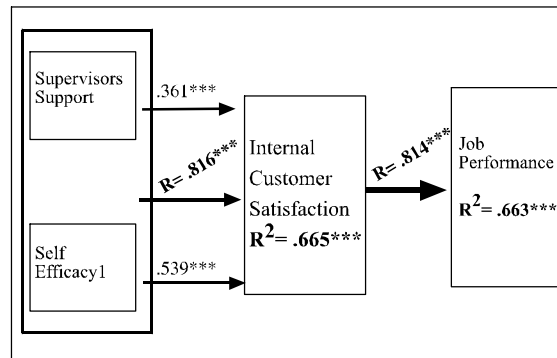 Supervisors
Support
.361***
R= .816***
Internal
Customer
Satisfaction
R²= .665***
R= .814***
Job
Performance
R²= .663***
Self
Efficacy1
.539***